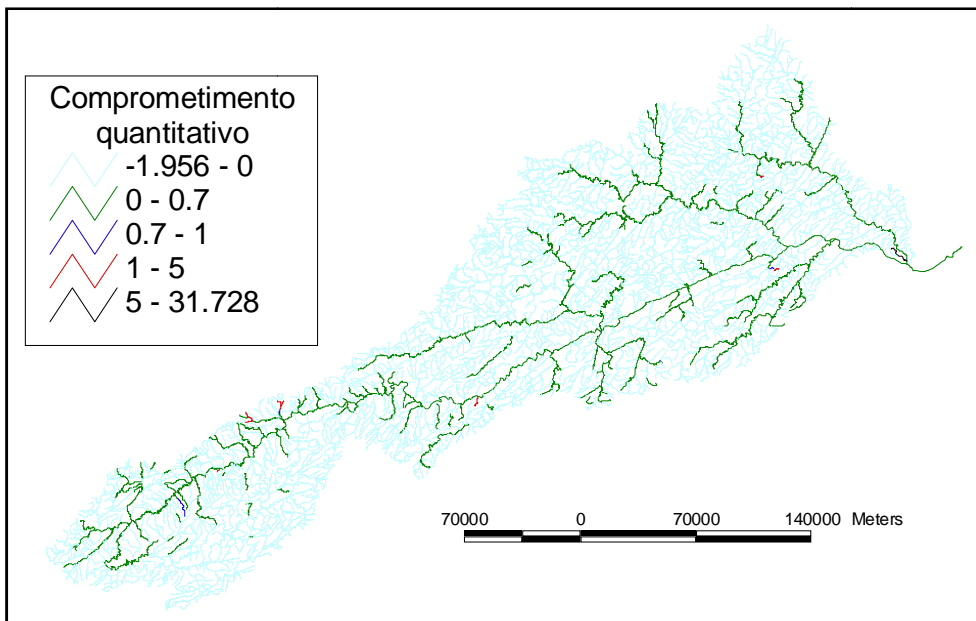 Comprometimento
quantitativo
-1.956 - 0
0 - 0.7
0.7 - 1
1 - 5
5 - 31.728
70000 0 70000 140000 Meters